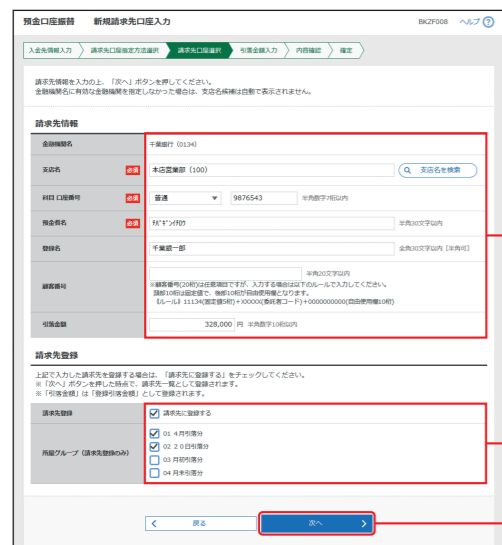 預金口座振替 新規請求先口座入力 BKZF008 ヘルプ ?
入金先情報入力 請求先口座指定方法選択 請求先口座選択 引落金額入力 内容確認 確定
請求先情報を入力の上、「次へ」ボタンを押してください。
金融機関名に有効な金融機関を指定しなかった場合は、支店名候補は自動で表示されません。
請求先情報
金融機関名 千葉銀行 (0134)
支店名 必須 本店営業部 (100) 支店名を検索
科目 口座番号 必須 普通 9876543 半角数字7桁以内
預金者名 必須 ﾁﾊﾞｷﾞﾝｲﾁﾛｳ 半角30文字以内
登録名 千葉銀一郎 全角30文字以内 [半角可]
顧客番号 半角20文字以内
※顧客番号(20桁)は任意項目ですが、入力する場合は以下のルールで入力してください。
頭部10桁は固定値で、後部10桁が自由使用欄となります。
《ルール》11134(固定値5桁)+XXXXX(委託者コード)+0000000000(自由使用欄10桁)
引落金額 328,000 円 半角数字10桁以内
請求先登録
上記で入力した請求先を登録する場合は、「請求先に登録する」をチェックしてください。
※「次へ」ボタンを押した時点で、請求先一覧として登録されます。
※「引落金額」は「登録引落金額」として登録されます。
請求先登録 請求先に登録する
所属グループ (請求先登録のみ) 01 4月引落分
02 20日引落分
03 月初引落分
04 月末引落分
戻る 次へ